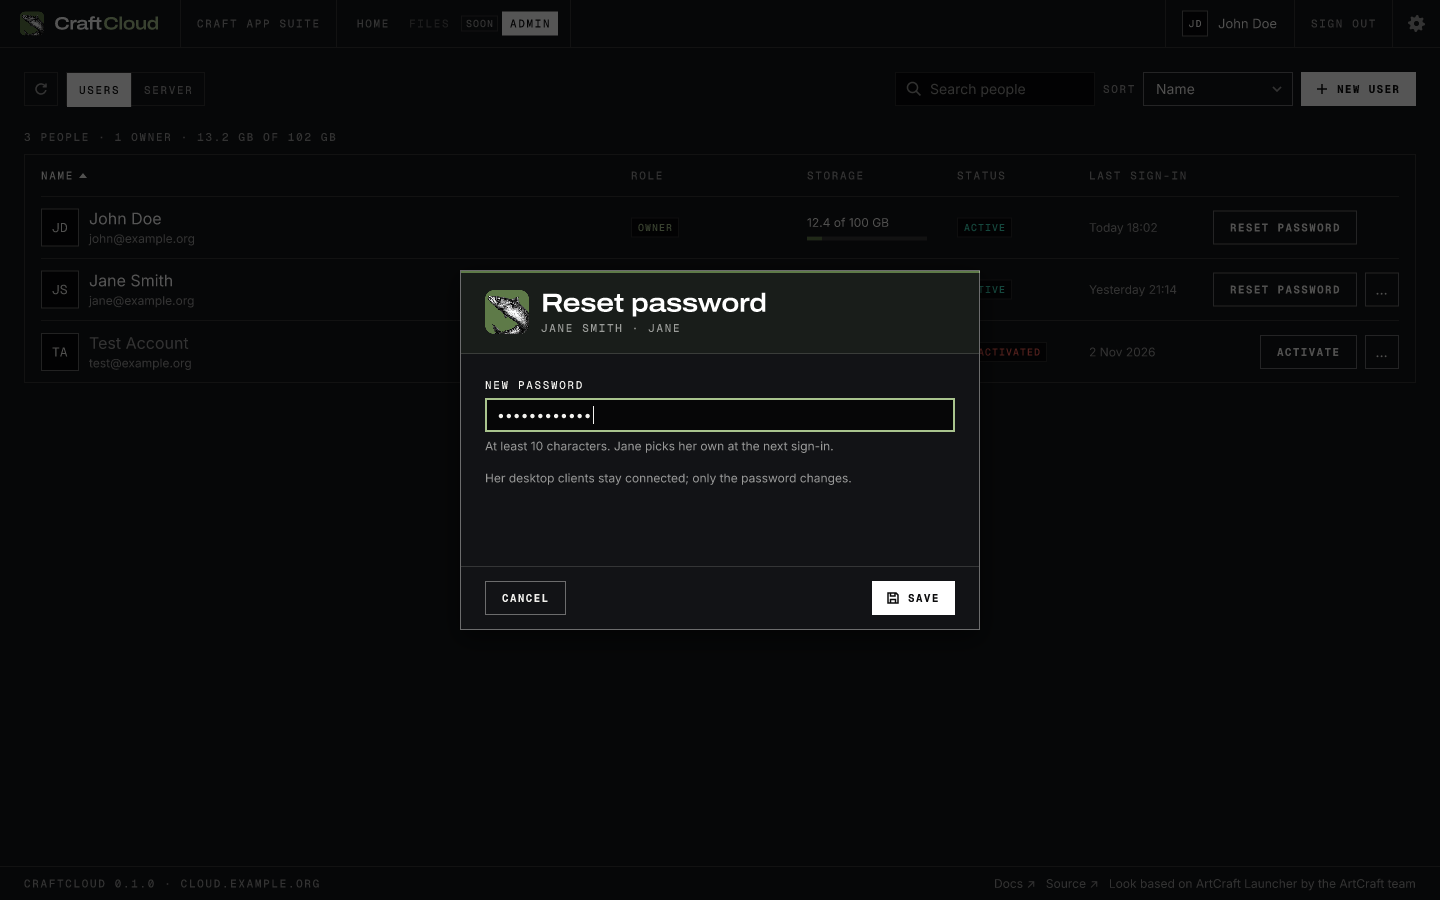 CraftCloud
CRAFT APP SUITE
HOME
FILES
SOON
ADMIN
JD
John Doe
SIGN OUT
USERS
SERVER
Search people
SORT
Name
NEW USER
3 PEOPLE · 1 OWNER · 13.2 GB OF 102 GB
NAME
ROLE
STORAGE
STATUS
LAST SIGN-IN
JD
John Doe
john@example.org
OWNER
12.4 of 100 GB
ACTIVE
Today 18:02
RESET PASSWORD
JS
Jane Smith
jane@example.org
TIVE
Yesterday 21:14
RESET PASSWORD
...
TA
Test Account
test@example.org
ACTIVATED
2 Nov 2026
ACTIVATE
...
Reset password
JANE SMITH · JANE
NEW PASSWORD
••••••••••••
At least 10 characters. Jane picks her own at the next sign-in.
Her desktop clients stay connected; only the password changes.
CANCEL
SAVE
CRAFTCLOUD 0.1.0 · CLOUD.EXAMPLE.ORG
Docs ↗
Source ↗
Look based on ArtCraft Launcher by the ArtCraft team